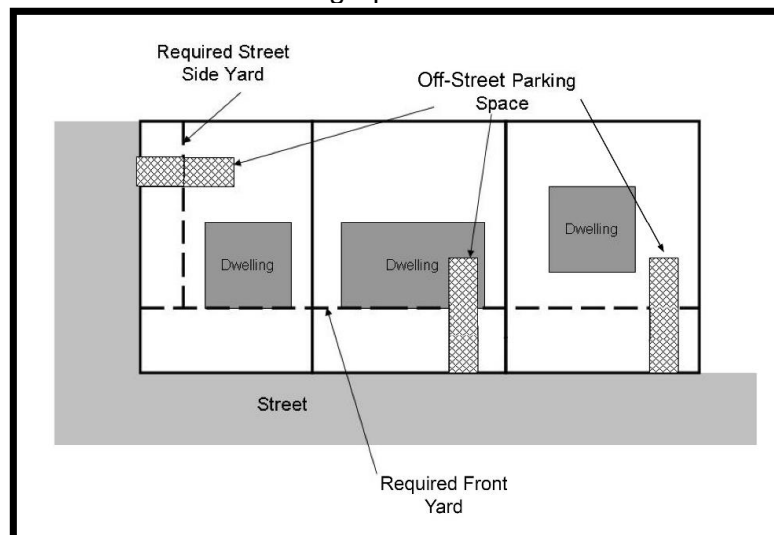 Required Street
Side Yard
Off-Street Parking
Space
Dwelling
Dwelling
Dwelling
Street
Required Front
Yard